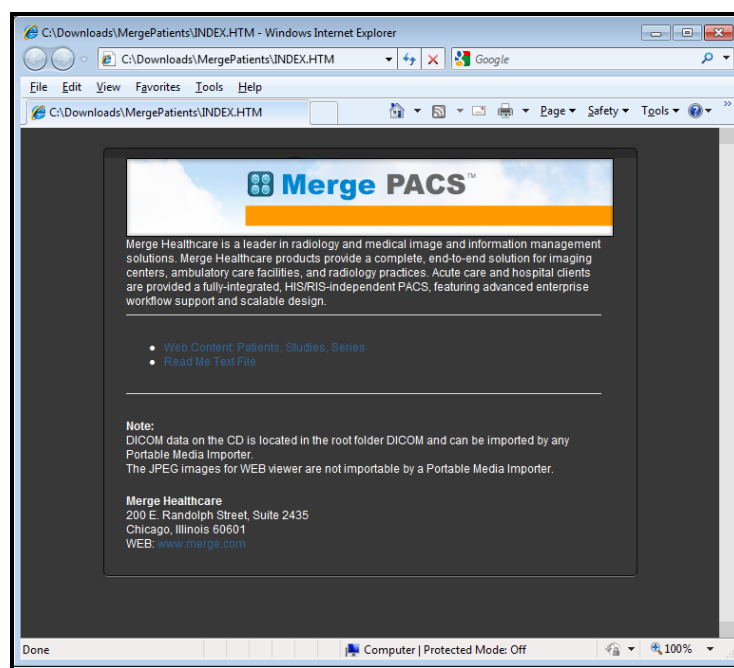 C:\Downloads\MergePatients\INDEX.HTM - Windows Internet Explorer
C:\Downloads\MergePatients\INDEX.HTM
Google
File Edit View Favorites Tools Help
C:\Downloads\MergePatients\INDEX.HTM
Page Safety Tools
Merge PACS™
Merge Healthcare is a leader in radiology and medical image and information management
solutions. Merge Healthcare products provide a complete, end-to-end solution for imaging
centers, ambulatory care facilities, and radiology practices. Acute care and hospital clients
are provided a fully-integrated, HIS/RIS-independent PACS, featuring advanced enterprise
workflow support and scalable design.
• Web Content: Patients, Studies, Series
• Read Me Text File
Note:
DICOM data on the CD is located in the root folder DICOM and can be imported by any
Portable Media Importer.
The JPEG images for WEB viewer are not importable by a Portable Media Importer.
Merge Healthcare
200 E. Randolph Street, Suite 2435
Chicago, Illinois 60601
WEB: www.merge.com
Done
Computer | Protected Mode: Off
100%